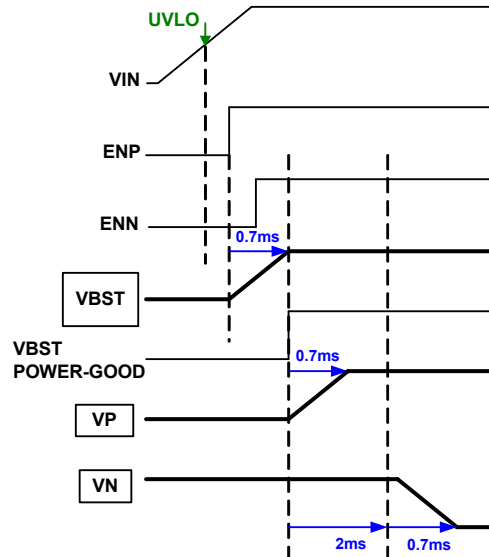 UVLO
VIN
ENP
ENN
0.7ms
VBST
VBST
POWER-GOOD
0.7ms
VP
VN
2ms
0.7ms